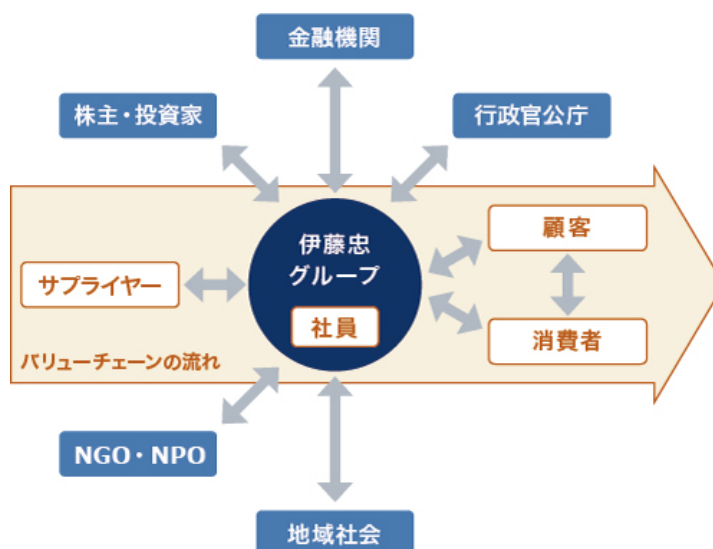 金融機関
株主・投資家
行政官公庁
伊藤忠
グループ
社員
サプライヤー
顧客
消費者
バリューチェーンの流れ
NGO・NPO
地域社会